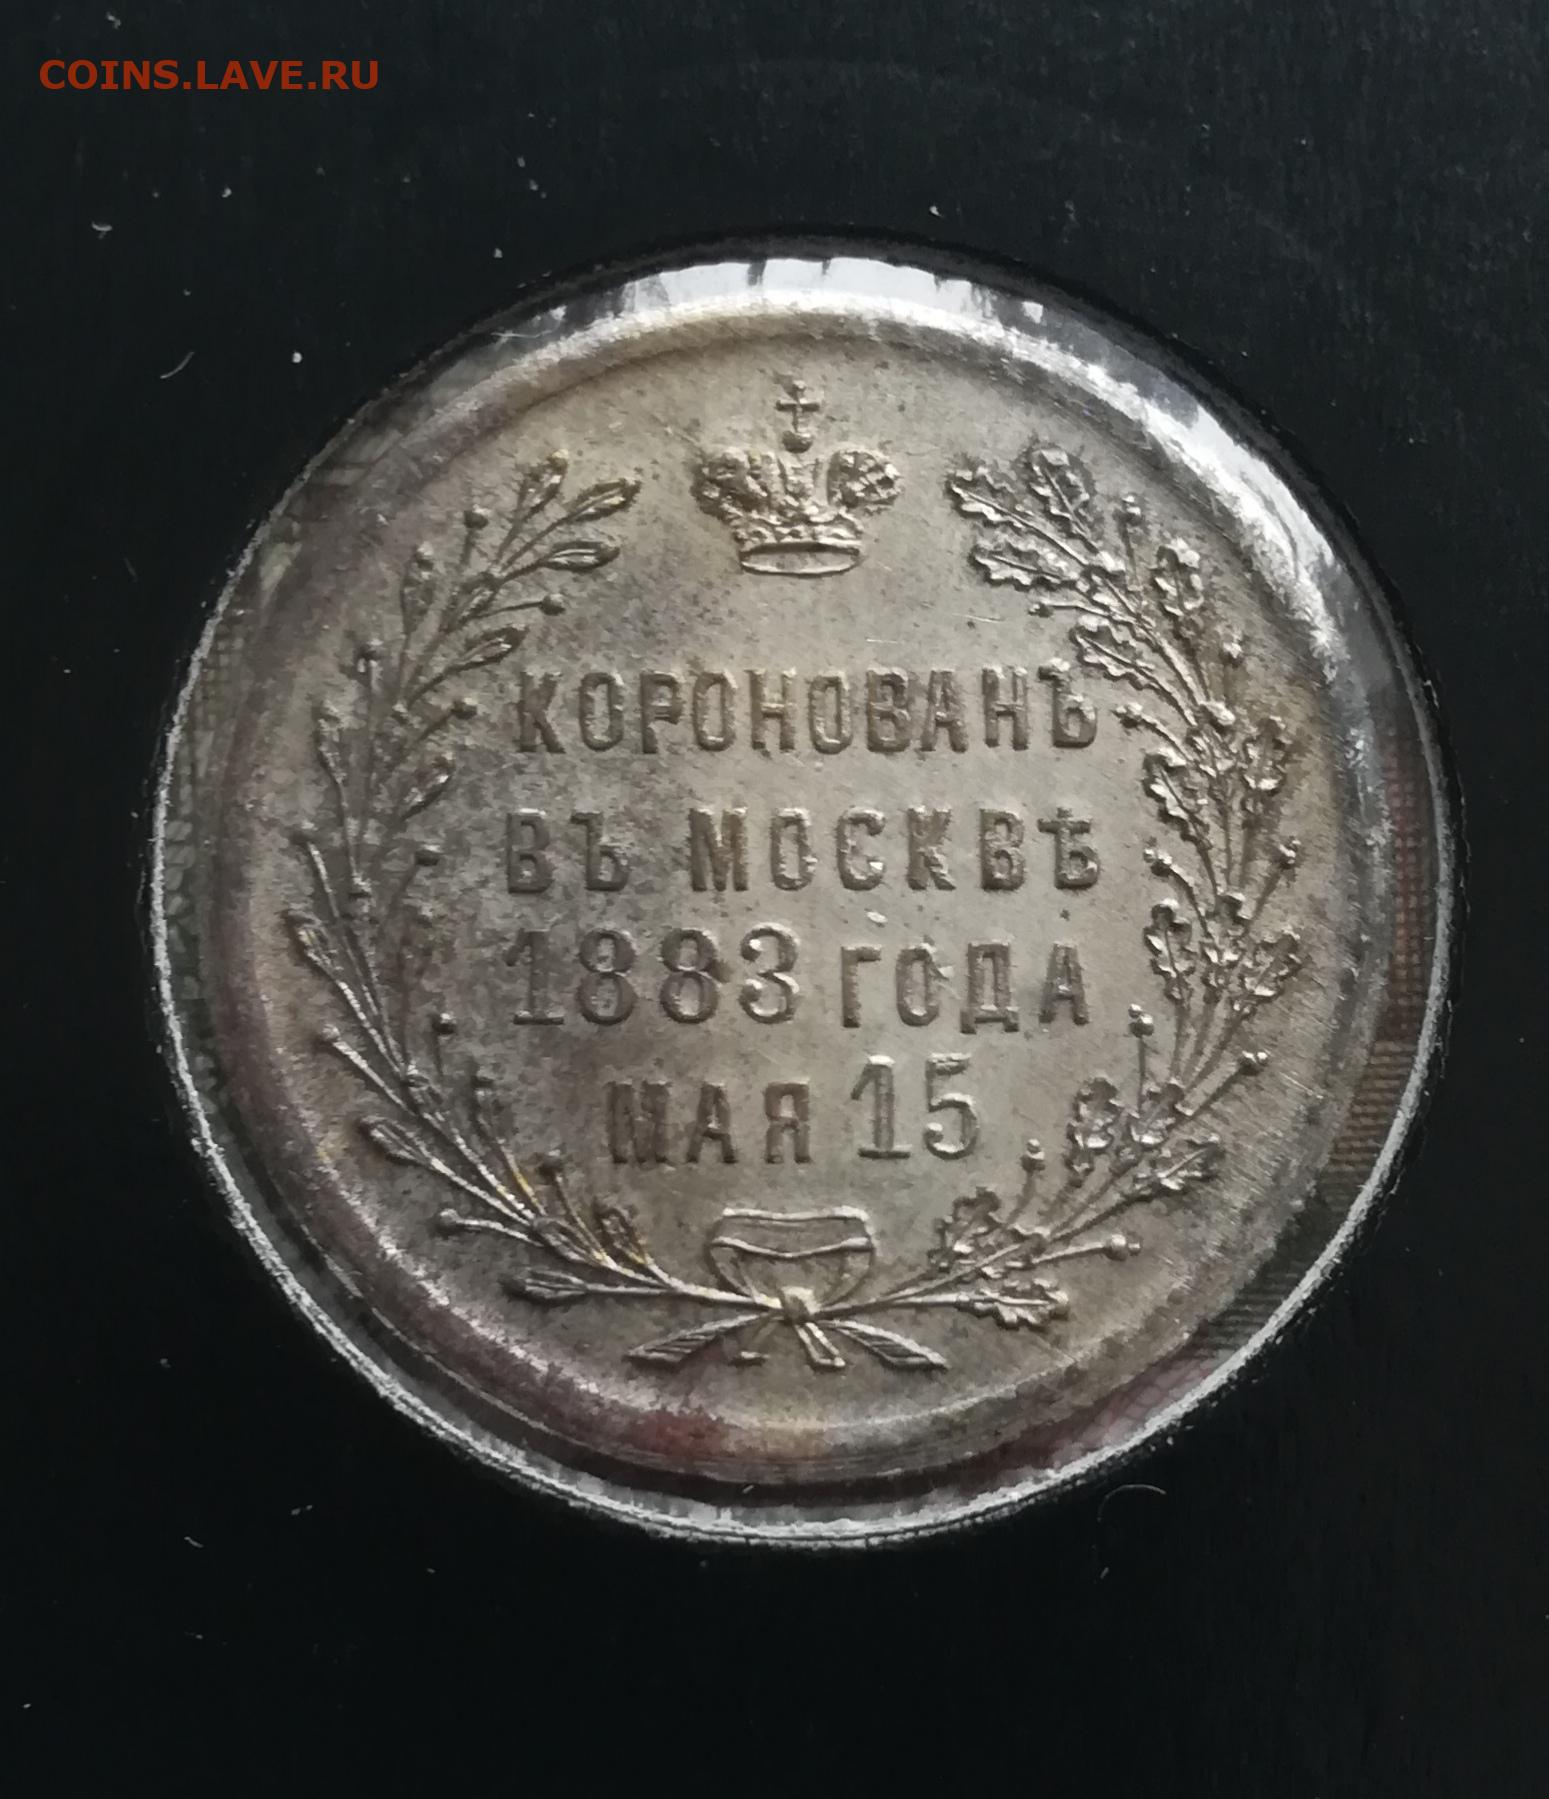 COINS.LAVE.RU
КОРОНОВАНЪ
ВЪ МОСКВѢ
1883 ГОДА
МАЯ 15